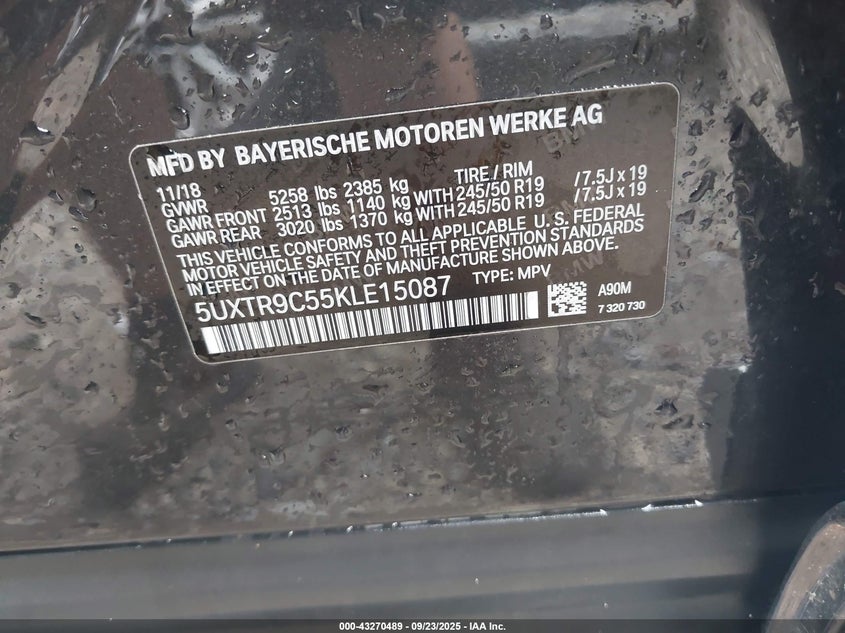 MFD BY BAYERISCHE MOTOREN WERKE AG
11/18 TIRE / RIM
GVWR 5258 lbs 2385 kg
GAWR FRONT 2513 lbs 1140 kg WITH 245/50 R19 /7.5J x 19
GAWR REAR 3020 lbs 1370 kg WITH 245/50 R19 /7.5J x 19
THIS VEHICLE CONFORMS TO ALL APPLICABLE U.S. FEDERAL
MOTOR VEHICLE SAFETY AND THEFT PREVENTION STANDARDS
IN EFFECT ON THE DATE OF MANUFACTURE SHOWN ABOVE.
5UXTR9C55KLE15087 TYPE: MPV
A90M
7 320 730
000-43270489 - 09/23/2025 - IAA Inc.